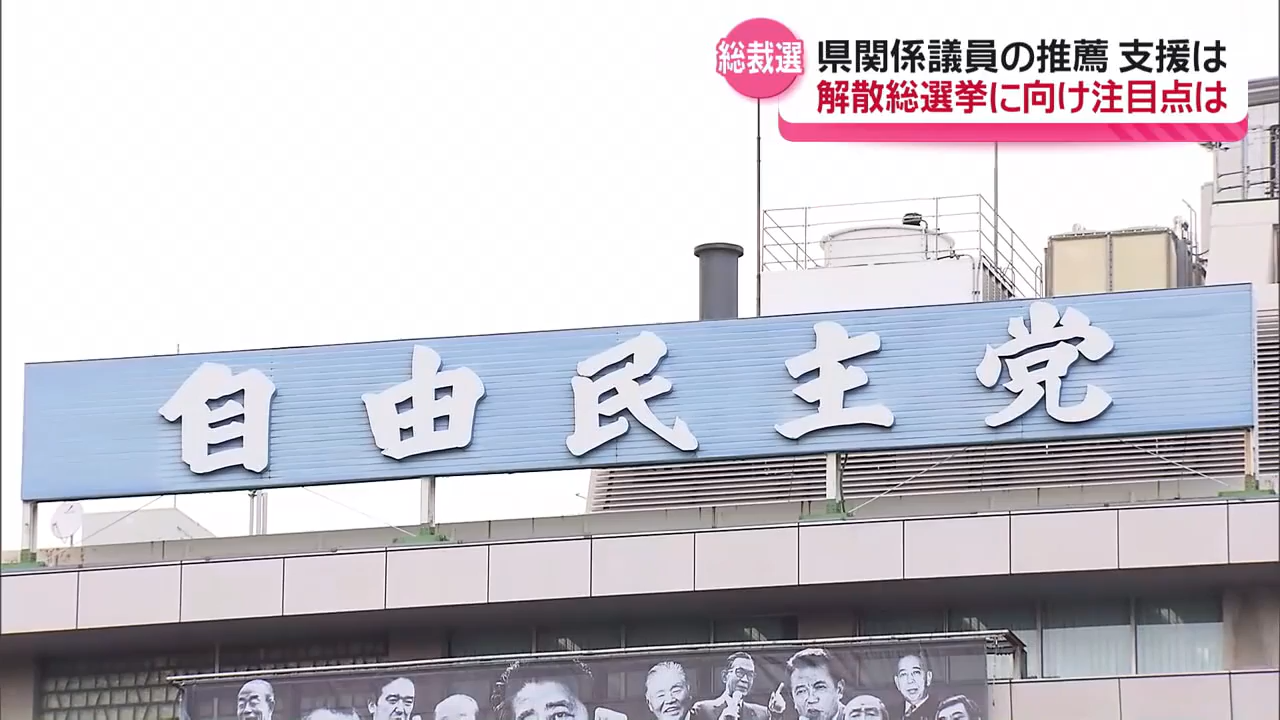 総裁選
県関係議員の推薦 支援は
解散総選挙に向け注目点は
自由民主党